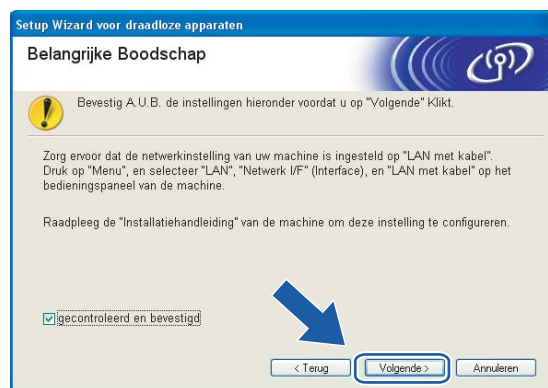 Setup Wizard voor draadloze apparaten
Belangrijke Boodschap
Bevestig A.U.B. de instellingen hieronder voordat u op "Volgende" Klikt.
Zorg ervoor dat de netwerkinstelling van uw machine is ingesteld op "LAN met kabel".
Druk op "Menu", en selecteer "LAN", "Netwerk I/F" (Interface), en "LAN met kabel" op het
bedieningspaneel van de machine.
Raadpleeg de "Installatiehandleiding" van de machine om deze instelling te configureren.
gecontroleerd en bevestigd
< Terug
Volgende >
Annuleren